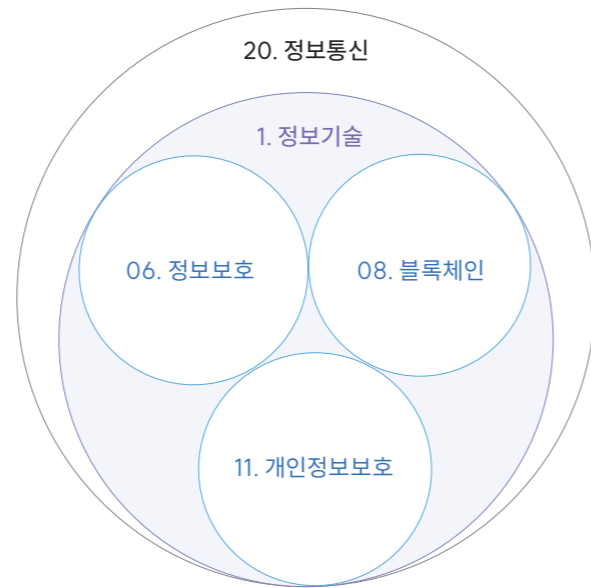 20. 정보통신
1. 정보기술
06. 정보보호
08. 블록체인
11. 개인정보보호